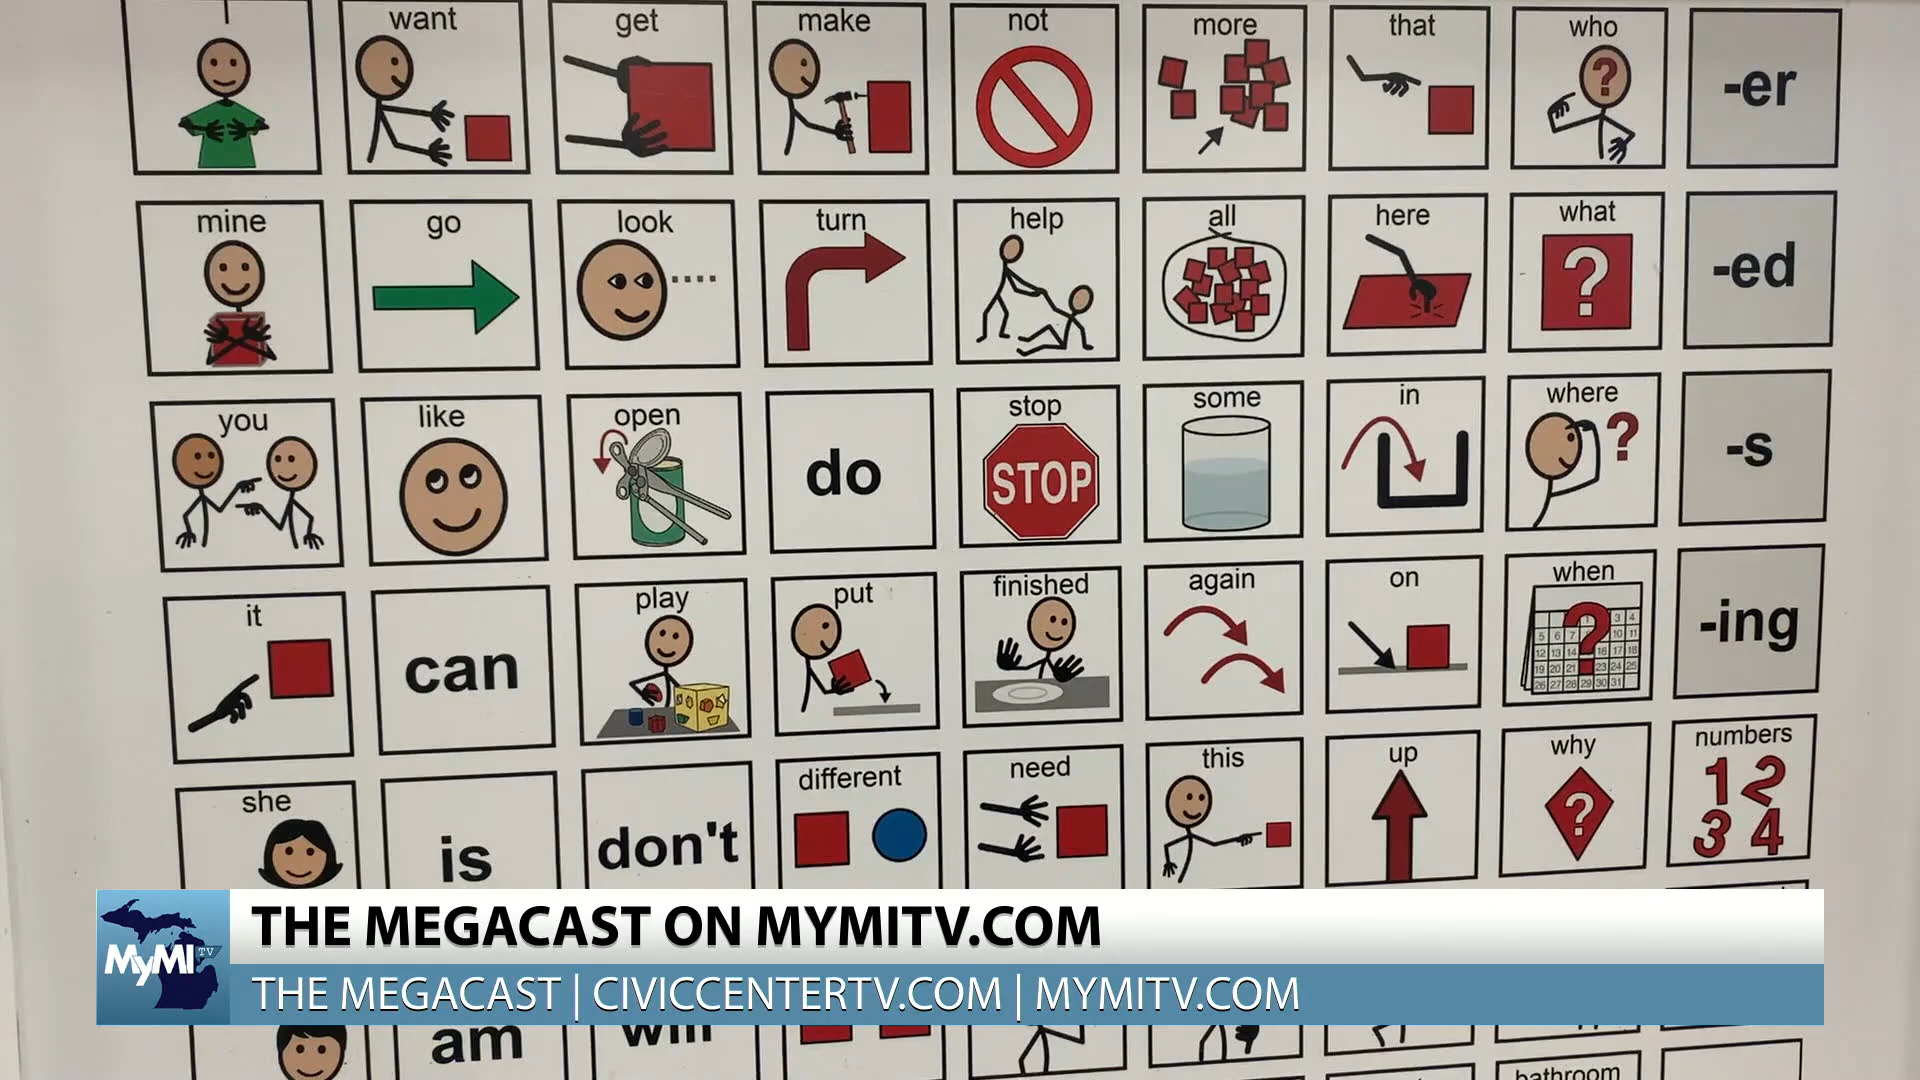 I want get make not more that who -er
mine go look turn help all here what -ed
you like open do stop some in where -s
STOP
it can play put finished again on when -ing
she is don't different need this up why numbers
1 2
3 4
THE MEGACAST ON MYMITV.COM
MyMI TV
THE MEGACAST | CIVICCENTERTV.COM | MYMITV.COM
am will
bathroom